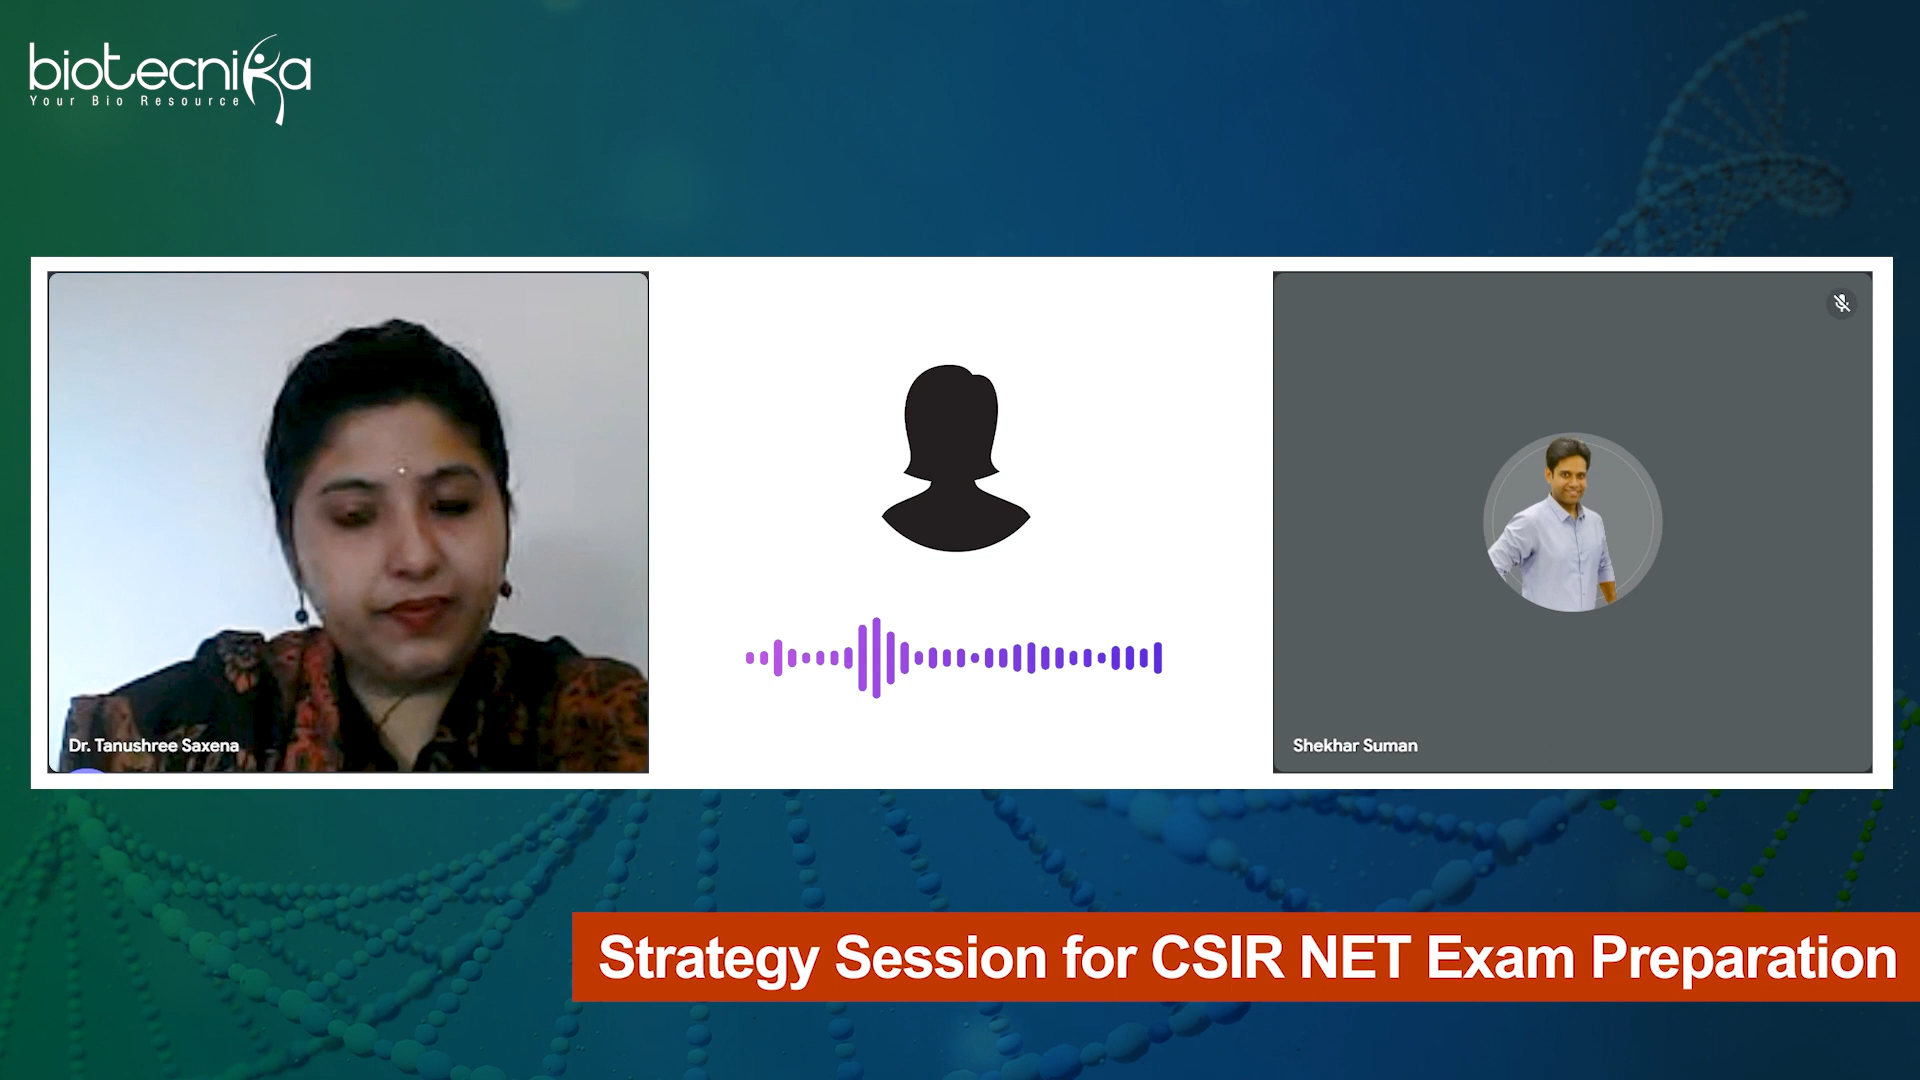 biotecnika
Your Bio Resource
Dr. Tanushree Saxena
Shekhar Suman
Strategy Session for CSIR NET Exam Preparation